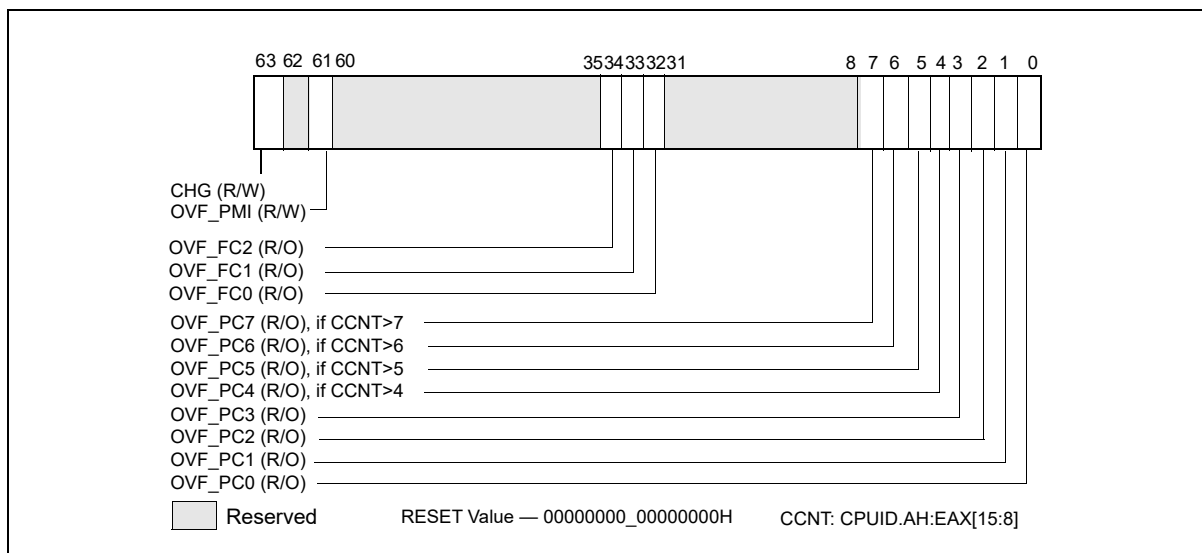 63 62 61 60 35 34 33 32 31 8 7 6 5 4 3 2 1 0
CHG (R/W)
OVF_PMI (R/W)
OVF_FC2 (R/O)
OVF_FC1 (R/O)
OVF_FC0 (R/O)
OVF_PC7 (R/O), if CCNT>7
OVF_PC6 (R/O), if CCNT>6
OVF_PC5 (R/O), if CCNT>5
OVF_PC4 (R/O), if CCNT>4
OVF_PC3 (R/O)
OVF_PC2 (R/O)
OVF_PC1 (R/O)
OVF_PC0 (R/O)
Reserved RESET Value — 00000000_00000000H CCNT: CPUID.AH:EAX[15:8]